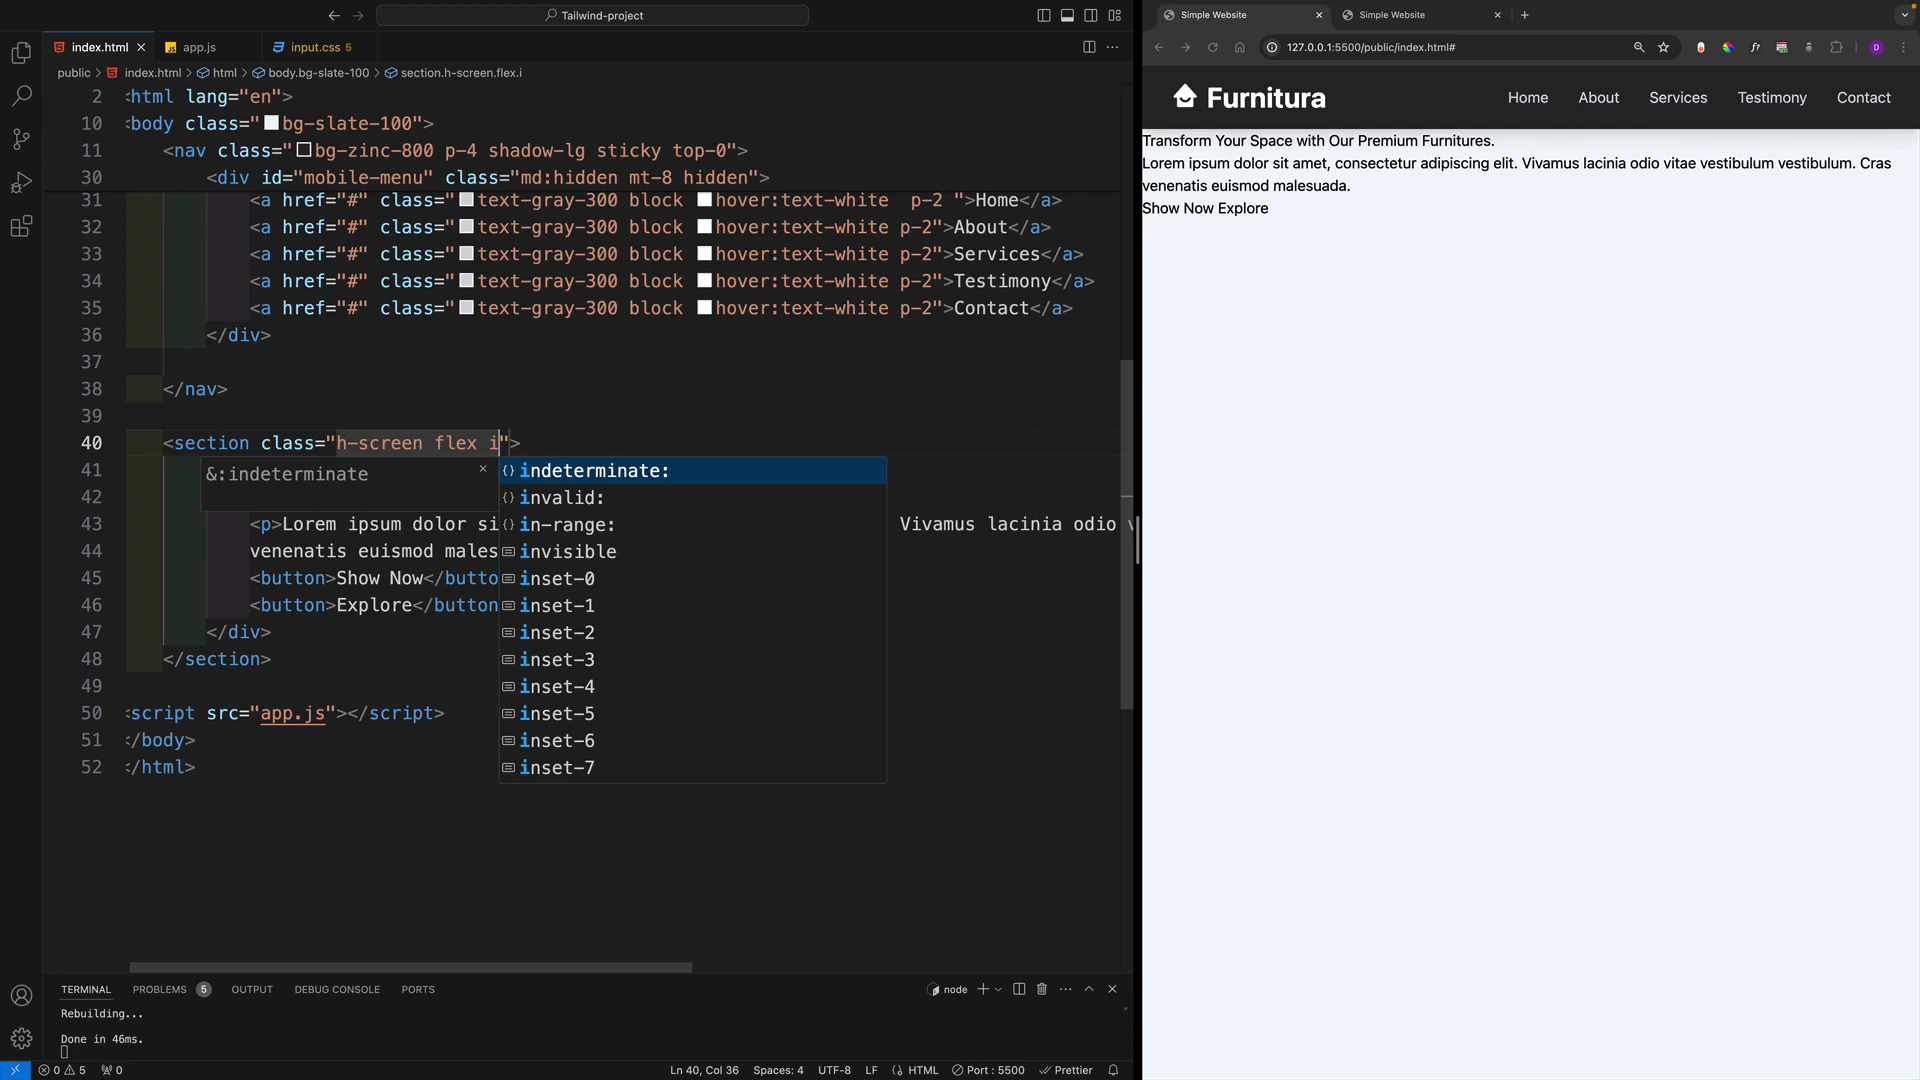 Tailwind-project
index.html
app.js
input.css 5
public > index.html > html > body.bg-slate-100 > section.h-screen.flex.i
2 <html lang="en">
10 <body class="bg-slate-100">
11 <nav class="bg-zinc-800 p-4 shadow-lg sticky top-0">
30 <div id="mobile-menu" class="md:hidden mt-8 hidden">
31 <a href="#" class="text-gray-300 block hover:text-white  p-2 ">Home</a>
32 <a href="#" class="text-gray-300 block hover:text-white p-2">About</a>
33 <a href="#" class="text-gray-300 block hover:text-white p-2">Services</a>
34 <a href="#" class="text-gray-300 block hover:text-white p-2">Testimony</a>
35 <a href="#" class="text-gray-300 block hover:text-white p-2">Contact</a>
36 </div>
37
38 </nav>
39
40 <section class="h-screen flex i">
41
&:indeterminate
42
43 <p>Lorem ipsum dolor si
Vivamus lacinia odio v
44 venenatis euismod males
45 <button>Show Now</butto
46 <button>Explore</button
47 </div>
48 </section>
49
50 <script src="app.js"></script>
51 </body>
52 </html>
indeterminate:
invalid:
in-range:
invisible
inset-0
inset-1
inset-2
inset-3
inset-4
inset-5
inset-6
inset-7
TERMINAL PROBLEMS 5 OUTPUT DEBUG CONSOLE PORTS
node
Rebuilding...
Done in 46ms.
0 5 0
Ln 40, Col 36 Spaces: 4 UTF-8 LF HTML Port : 5500 Prettier
Simple Website
Simple Website
127.0.0.1:5500/public/index.html#
D
Furnitura
Home About Services Testimony Contact
Transform Your Space with Our Premium Furnitures.
Lorem ipsum dolor sit amet, consectetur adipiscing elit. Vivamus lacinia odio vitae vestibulum vestibulum. Cras
venenatis euismod malesuada.
Show Now Explore